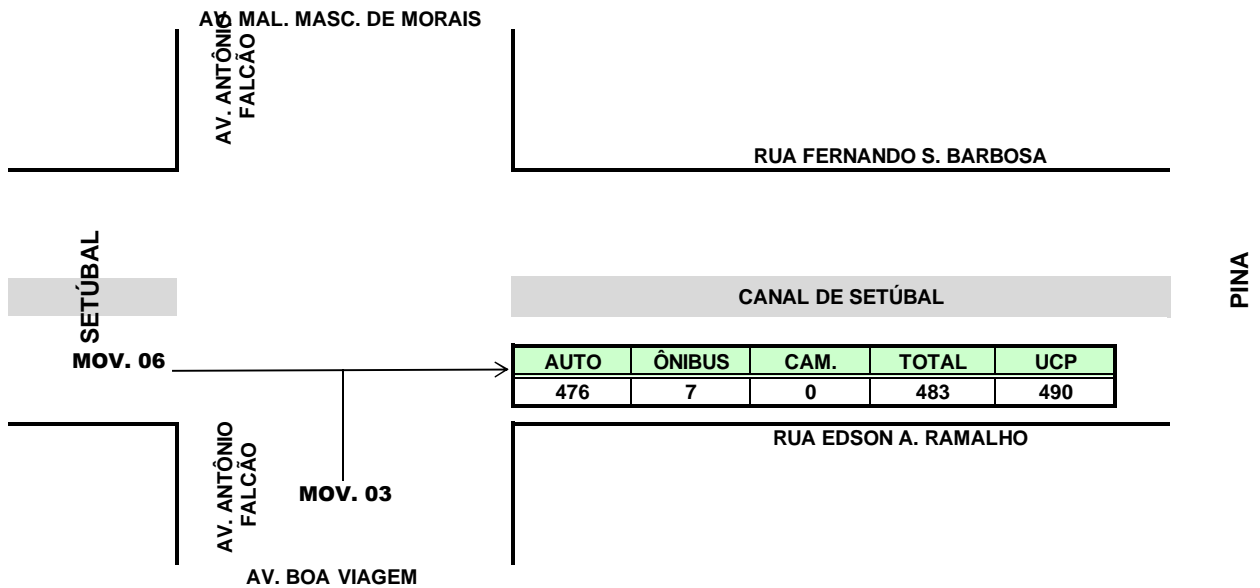 AV. MAL. MASC. DE MORAIS
AV. ANTÔNIO
FALCÃO
RUA FERNANDO S. BARBOSA
SETÚBAL
CANAL DE SETÚBAL
PINA
MOV. 06
AUTO ÔNIBUS CAM. TOTAL UCP
476 7 0 483 490
RUA EDSON A. RAMALHO
AV. ANTÔNIO
FALCÃO
MOV. 03
AV. BOA VIAGEM